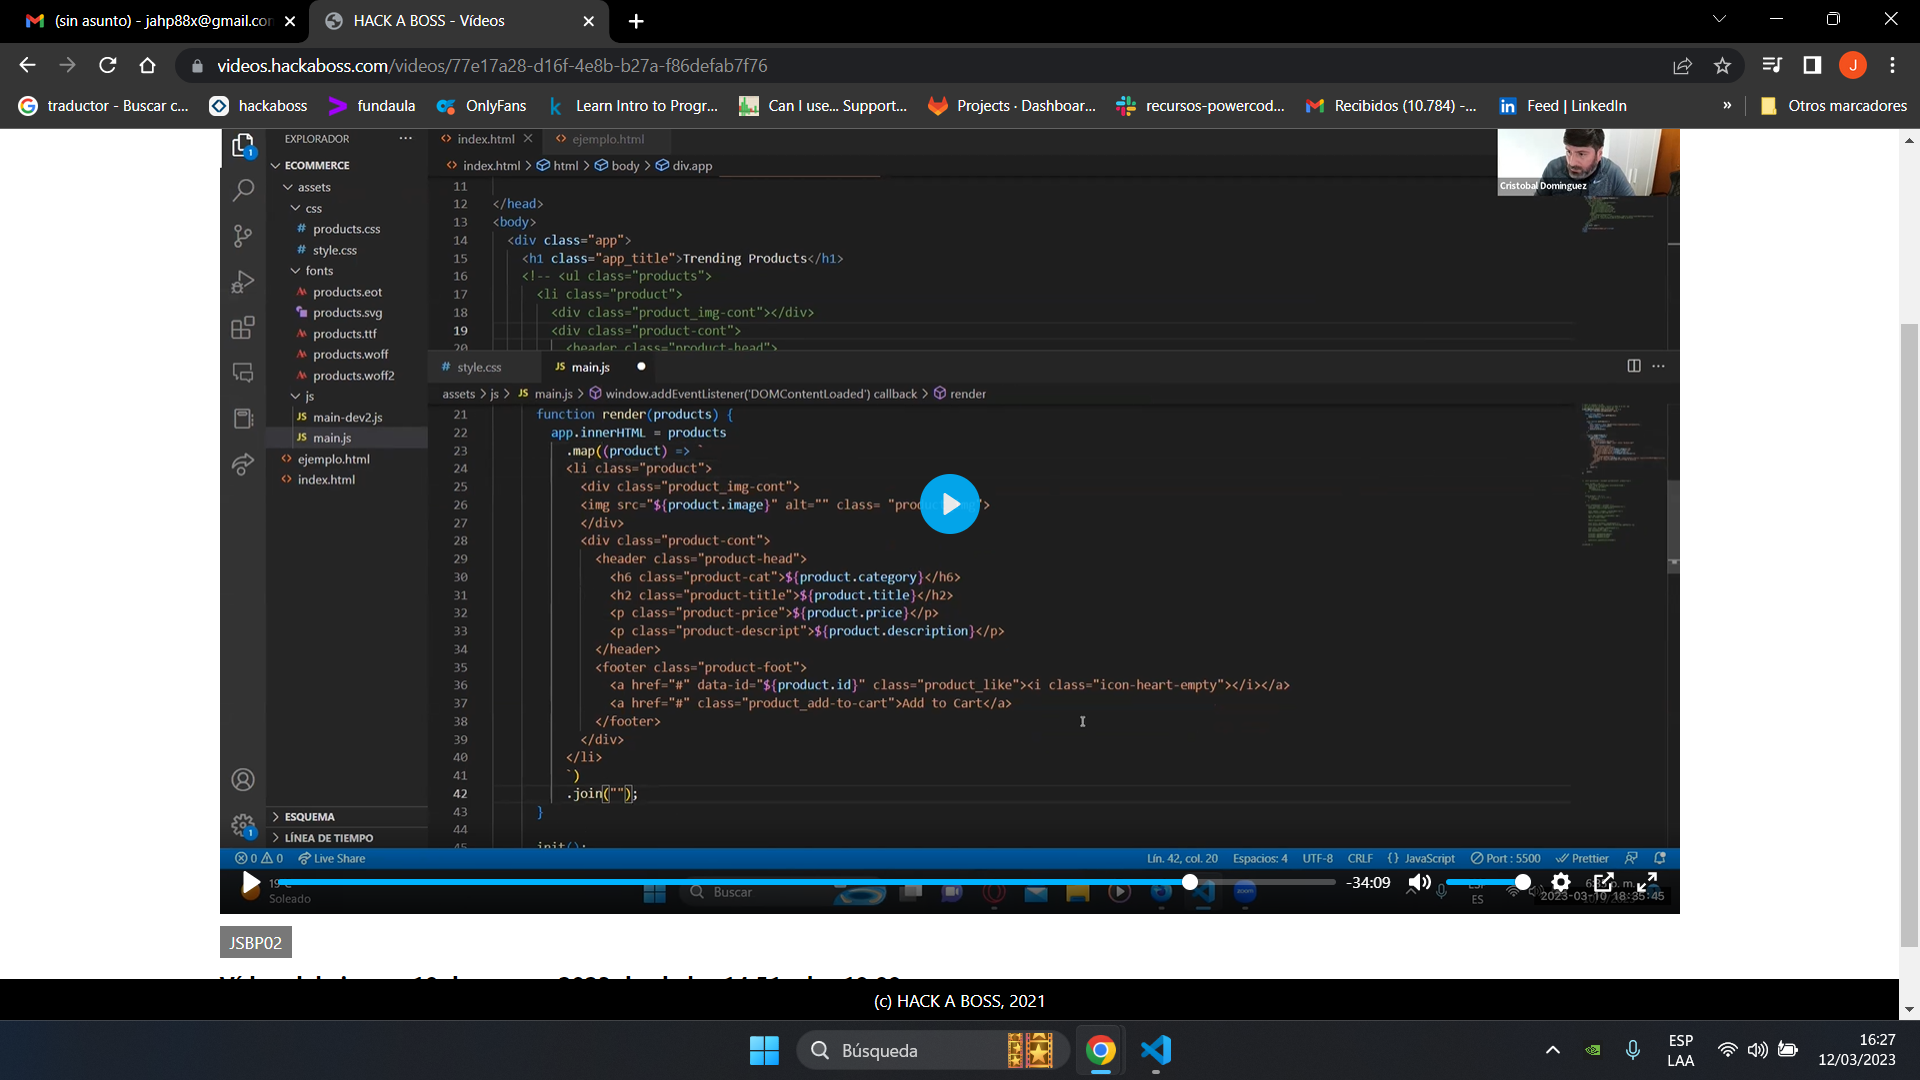 (sin asunto) - jahp88x@gmail.con
HACK A BOSS - Vídeos
videos.hackaboss.com/videos/77e17a28-d16f-4e8b-b27a-f86defab7f76
J
traductor - Buscar c...
hackaboss
fundaula
OnlyFans
Learn Intro to Progr...
Can I use... Support...
Projects · Dashboar...
recursos-powercod...
Recibidos (10.784) -...
Feed | LinkedIn
»
Otros marcadores
EXPLORADOR
ECOMMERCE
assets
css
products.css
style.css
fonts
products.eot
products.svg
products.ttf
products.woff
products.woff2
js
main-dev2.js
main.js
ejemplo.html
index.html
ESQUEMA
LÍNEA DE TIEMPO
index.html
ejemplo.html
index.html > html > body > div.app
Cristobal Dominguez
11
12 </head>
13 <body>
14 <div class="app">
15 <h1 class="app_title">Trending Products</h1>
16 <!-- <ul class="products">
17 <li class="product">
18 <div class="product_img-cont"></div>
19 <div class="product-cont">
20 <header class="product-head">
# style.css
JS main.js
assets > js > JS main.js > window.addEventListener('DOMContentLoaded') callback > render
21 function render(products) {
22 app.innerHTML = products
23 .map((product) => `
24 <li class="product">
25 <div class="product_img-cont">
26 <img src="${product.image}" alt="" class= "produ
27 </div>
28 <div class="product-cont">
29 <header class="product-head">
30 <h6 class="product-cat">${product.category}</h6>
31 <h2 class="product-title">${product.title}</h2>
32 <p class="product-price">${product.price}</p>
33 <p class="product-descript">${product.description}</p>
34 </header>
35 <footer class="product-foot">
36 <a href="#" data-id="${product.id}" class="product_like"><i class="icon-heart-empty"></i></a>
37 <a href="#" class="product_add-to-cart">Add to Cart</a>
38 </footer>
39 </div>
40 </li>
41 `)
42 .join("");
43 }
44
45 init();
0 0 Live Share
Lín. 42, col. 20 Espacios: 4 UTF-8 CRLF {} JavaScript Port : 5500 Prettier
Soleado
Buscar
-34:09
ES
2023-03-10 18:35:45
JSBP02
(c) HACK A BOSS, 2021
Búsqueda
ESP
LAA
16:27
12/03/2023